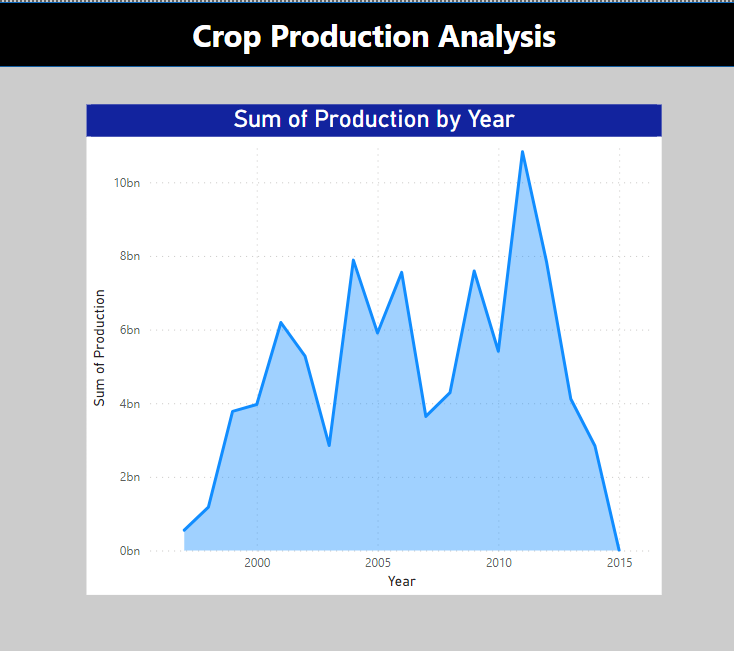 Crop Production Analysis
Sum of Production by Year
10bn
8bn
6bn
4bn
2bn
0bn
Sum of Production
2000 2005 2010 2015
Year